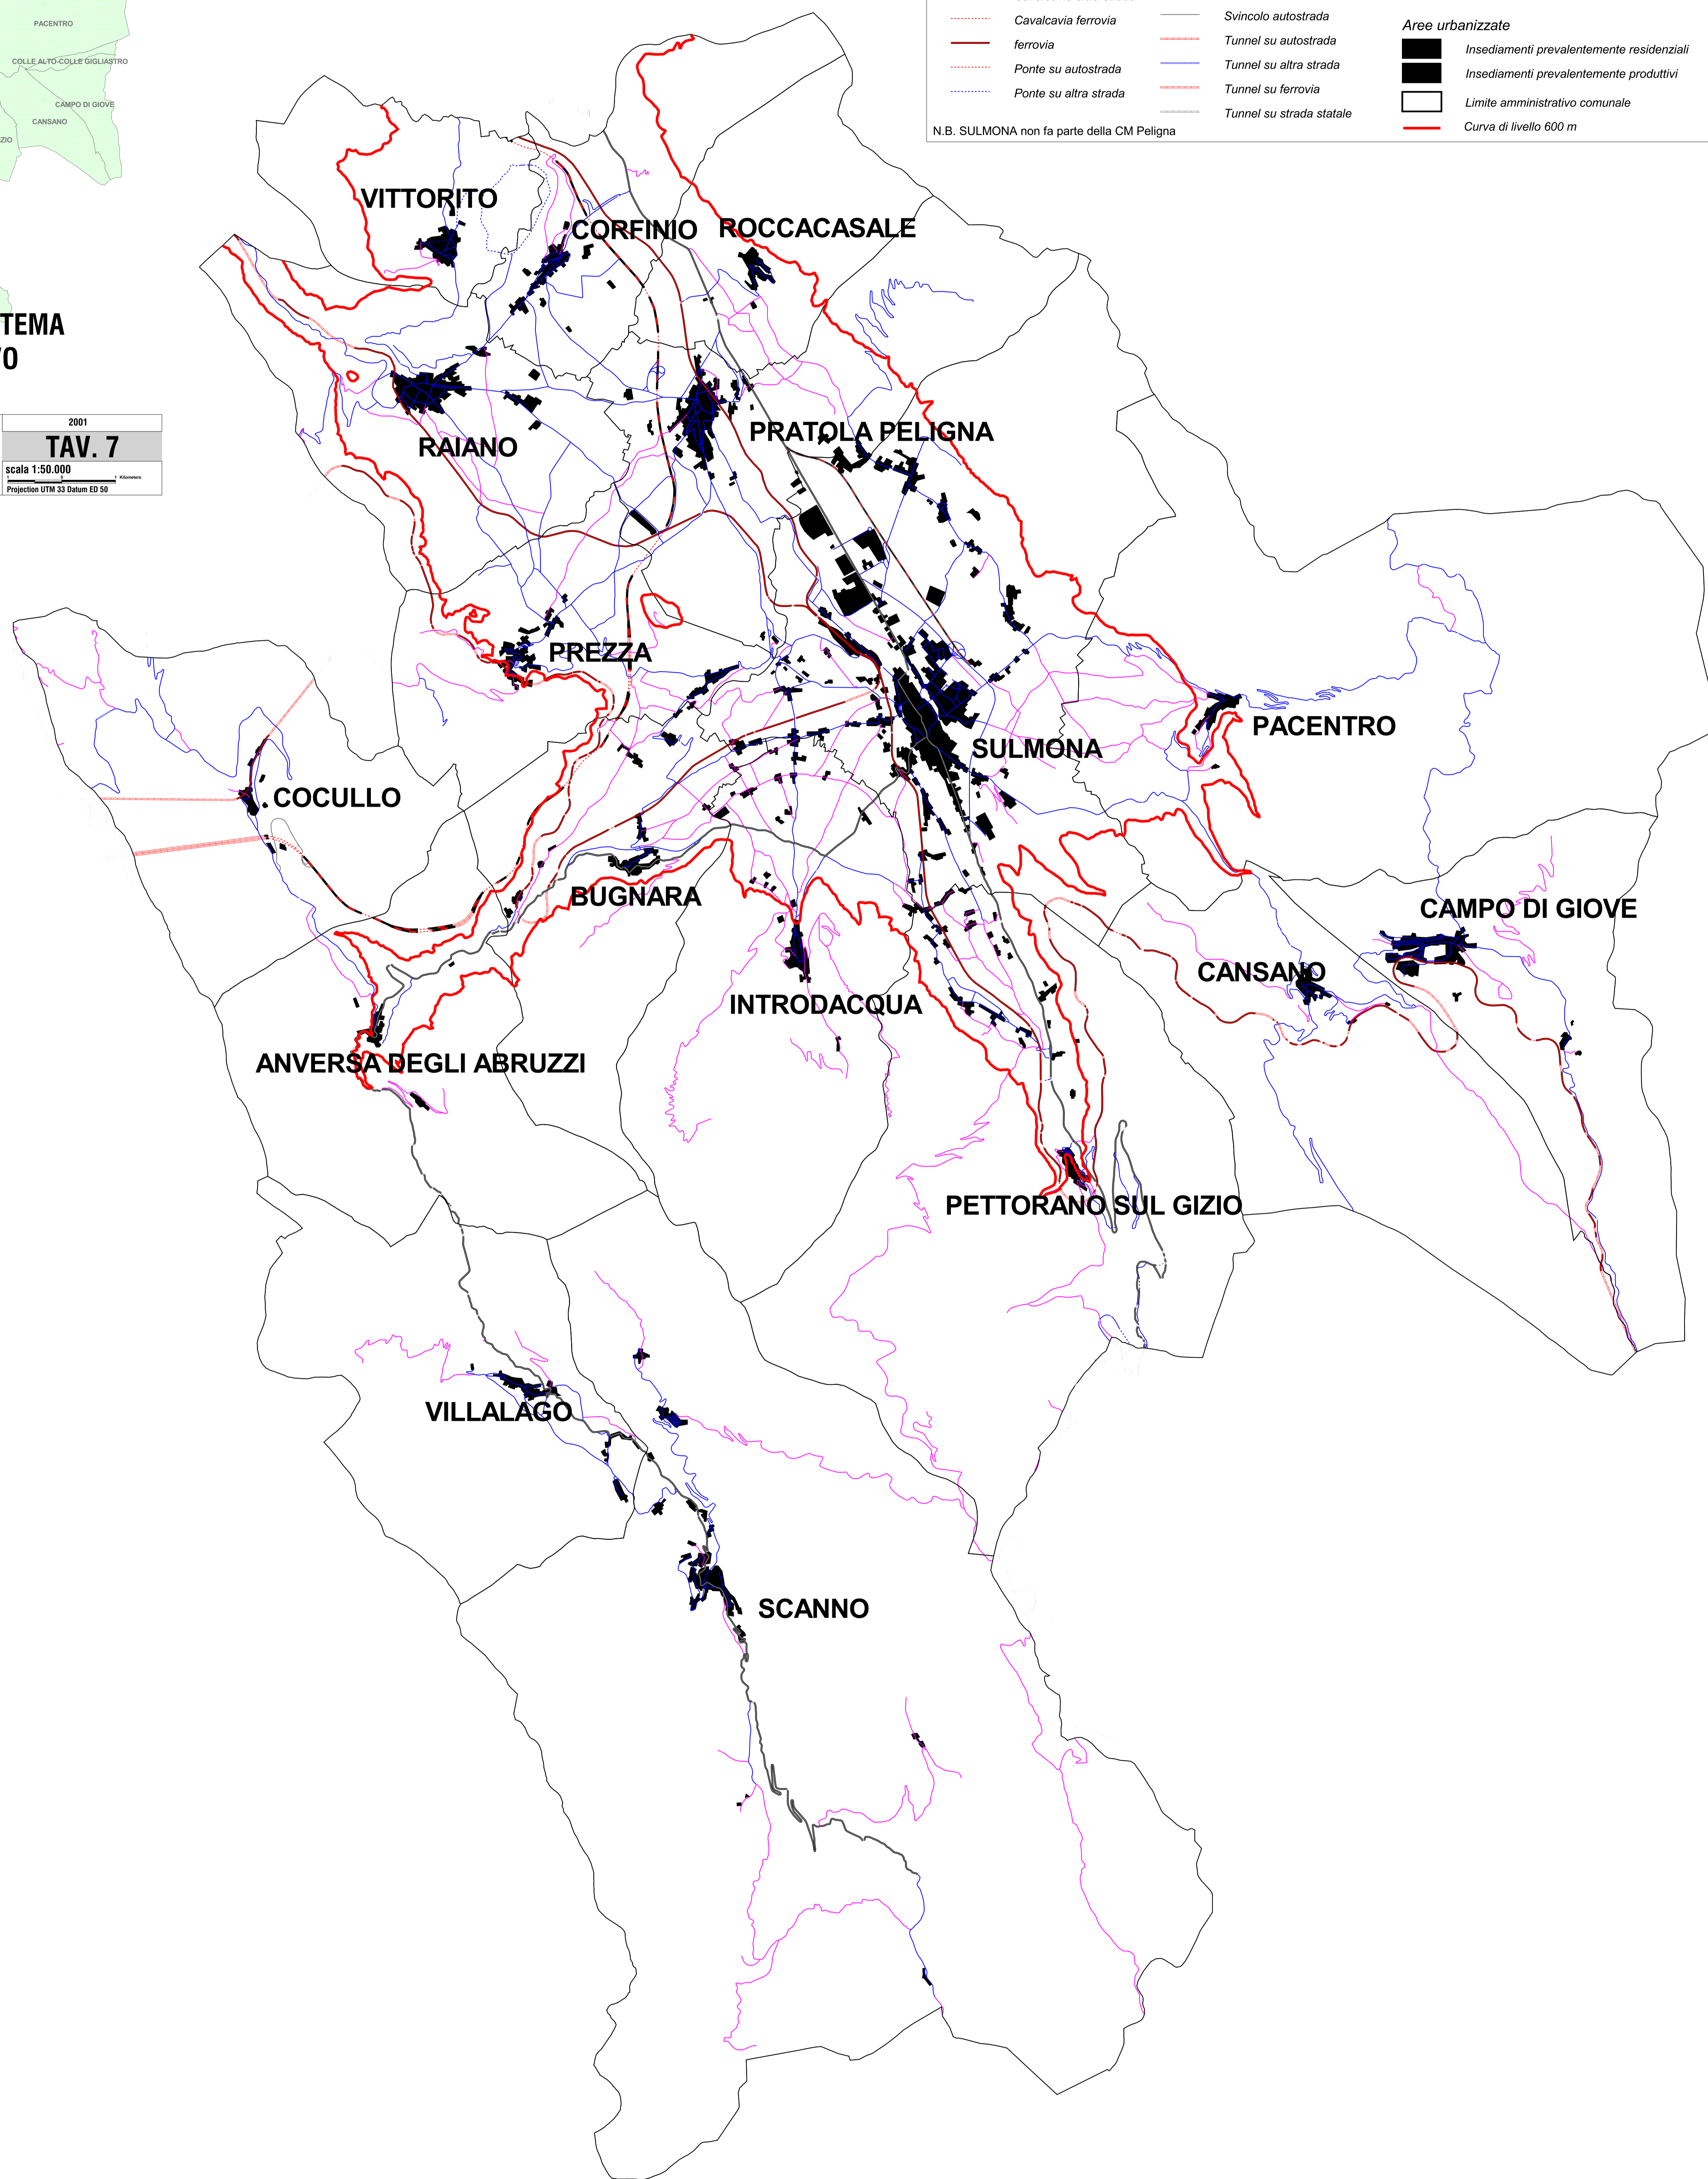 PACENTRO
COLLE ALTO-COLLE GIGLIASTRO
CAMPO DI GIOVE
CANSANO
ZIO
TEMA
2001
TAV. 7
scala 1:50.000
1 0 1 Kilometers
Projection UTM 33 Datum ED 50
Cavalcavia ferrovia
ferrovia
Ponte su autostrada
Ponte su altra strada
Svincolo autostrada
Tunnel su autostrada
Tunnel su altra strada
Tunnel su ferrovia
Tunnel su strada statale
Aree urbanizzate
Insediamenti prevalentemente residenziali
Insediamenti prevalentemente produttivi
Limite amministrativo comunale
Curva di livello 600 m
N.B. SULMONA non fa parte della CM Peligna
VITTORITO
CORFINIO
ROCCACASALE
RAIANO
PRATOLA PELIGNA
PREZZA
PACENTRO
SULMONA
COCULLO
BUGNARA
CAMPO DI GIOVE
CANSANO
INTRODACQUA
ANVERSA DEGLI ABRUZZI
PETTORANO SUL GIZIO
VILLALAGO
SCANNO